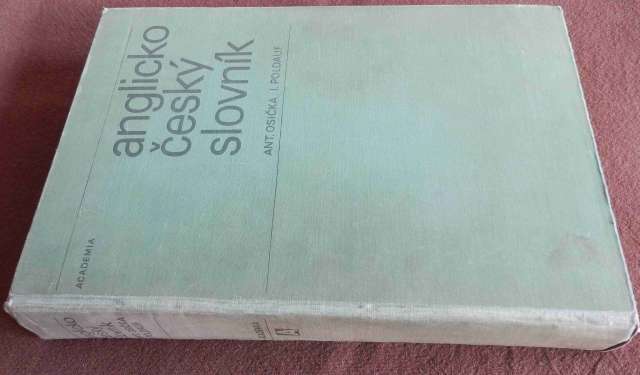 anglicko
český
slovník
ANT. OSIČKA I. POLDAUF
ACADEMIA